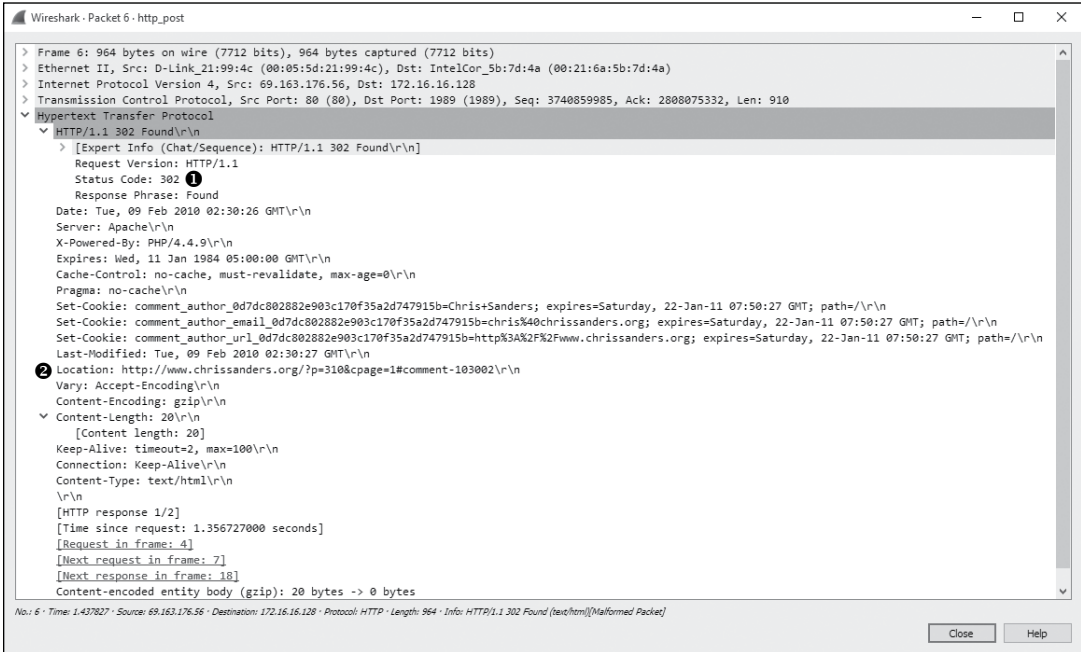 Wireshark · Packet 6 · http_post
> Frame 6: 964 bytes on wire (7712 bits), 964 bytes captured (7712 bits)
> Ethernet II, Src: D-Link_21:99:4c (00:05:5d:21:99:4c), Dst: IntelCor_5b:7d:4a (00:21:6a:5b:7d:4a)
> Internet Protocol Version 4, Src: 69.163.176.56, Dst: 172.16.16.128
> Transmission Control Protocol, Src Port: 80 (80), Dst Port: 1989 (1989), Seq: 3740859985, Ack: 2808075332, Len: 910
Hypertext Transfer Protocol
HTTP/1.1 302 Found\r\n
> [Expert Info (Chat/Sequence): HTTP/1.1 302 Found\r\n]
Request Version: HTTP/1.1
Status Code: 302 ❶
Response Phrase: Found
Date: Tue, 09 Feb 2010 02:30:26 GMT\r\n
Server: Apache\r\n
X-Powered-By: PHP/4.4.9\r\n
Expires: Wed, 11 Jan 1984 05:00:00 GMT\r\n
Cache-Control: no-cache, must-revalidate, max-age=0\r\n
Pragma: no-cache\r\n
Set-Cookie: comment_author_0d7dc802882e903c170f35a2d747915b=Chris+Sanders; expires=Saturday, 22-Jan-11 07:50:27 GMT; path=/\r\n
Set-Cookie: comment_author_email_0d7dc802882e903c170f35a2d747915b=chris%40chrissanders.org; expires=Saturday, 22-Jan-11 07:50:27 GMT; path=/\r\n
Set-Cookie: comment_author_url_0d7dc802882e903c170f35a2d747915b=http%3A%2F%2Fwww.chrissanders.org; expires=Saturday, 22-Jan-11 07:50:27 GMT; path=/\r\n
Last-Modified: Tue, 09 Feb 2010 02:30:27 GMT\r\n
❷ Location: http://www.chrissanders.org/?p=310&cpage=1#comment-103002\r\n
Vary: Accept-Encoding\r\n
Content-Encoding: gzip\r\n
Content-Length: 20\r\n
[Content length: 20]
Keep-Alive: timeout=2, max=100\r\n
Connection: Keep-Alive\r\n
Content-Type: text/html\r\n
\r\n
[HTTP response 1/2]
[Time since request: 1.356727000 seconds]
[Request in frame: 4]
[Next request in frame: 7]
[Next response in frame: 18]
Content-encoded entity body (gzip): 20 bytes -> 0 bytes
No.: 6 · Time: 1.437827 · Source: 69.163.176.56 · Destination: 172.16.16.128 · Protocol: HTTP · Length: 964 · Info: HTTP/1.1 302 Found (text/html)[Malformed Packet]
Close Help